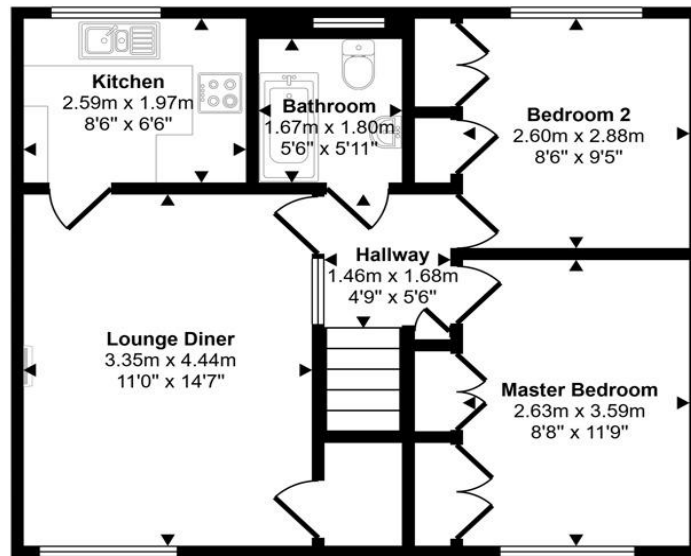 Kitchen
2.59m x 1.97m
8'6" x 6'6"
Bathroom
1.67m x 1.80m
5'6" x 5'11"
Bedroom 2
2.60m x 2.88m
8'6" x 9'5"
Hallway
1.46m x 1.68m
4'9" x 5'6"
Lounge Diner
3.35m x 4.44m
11'0" x 14'7"
Master Bedroom
2.63m x 3.59m
8'8" x 11'9"